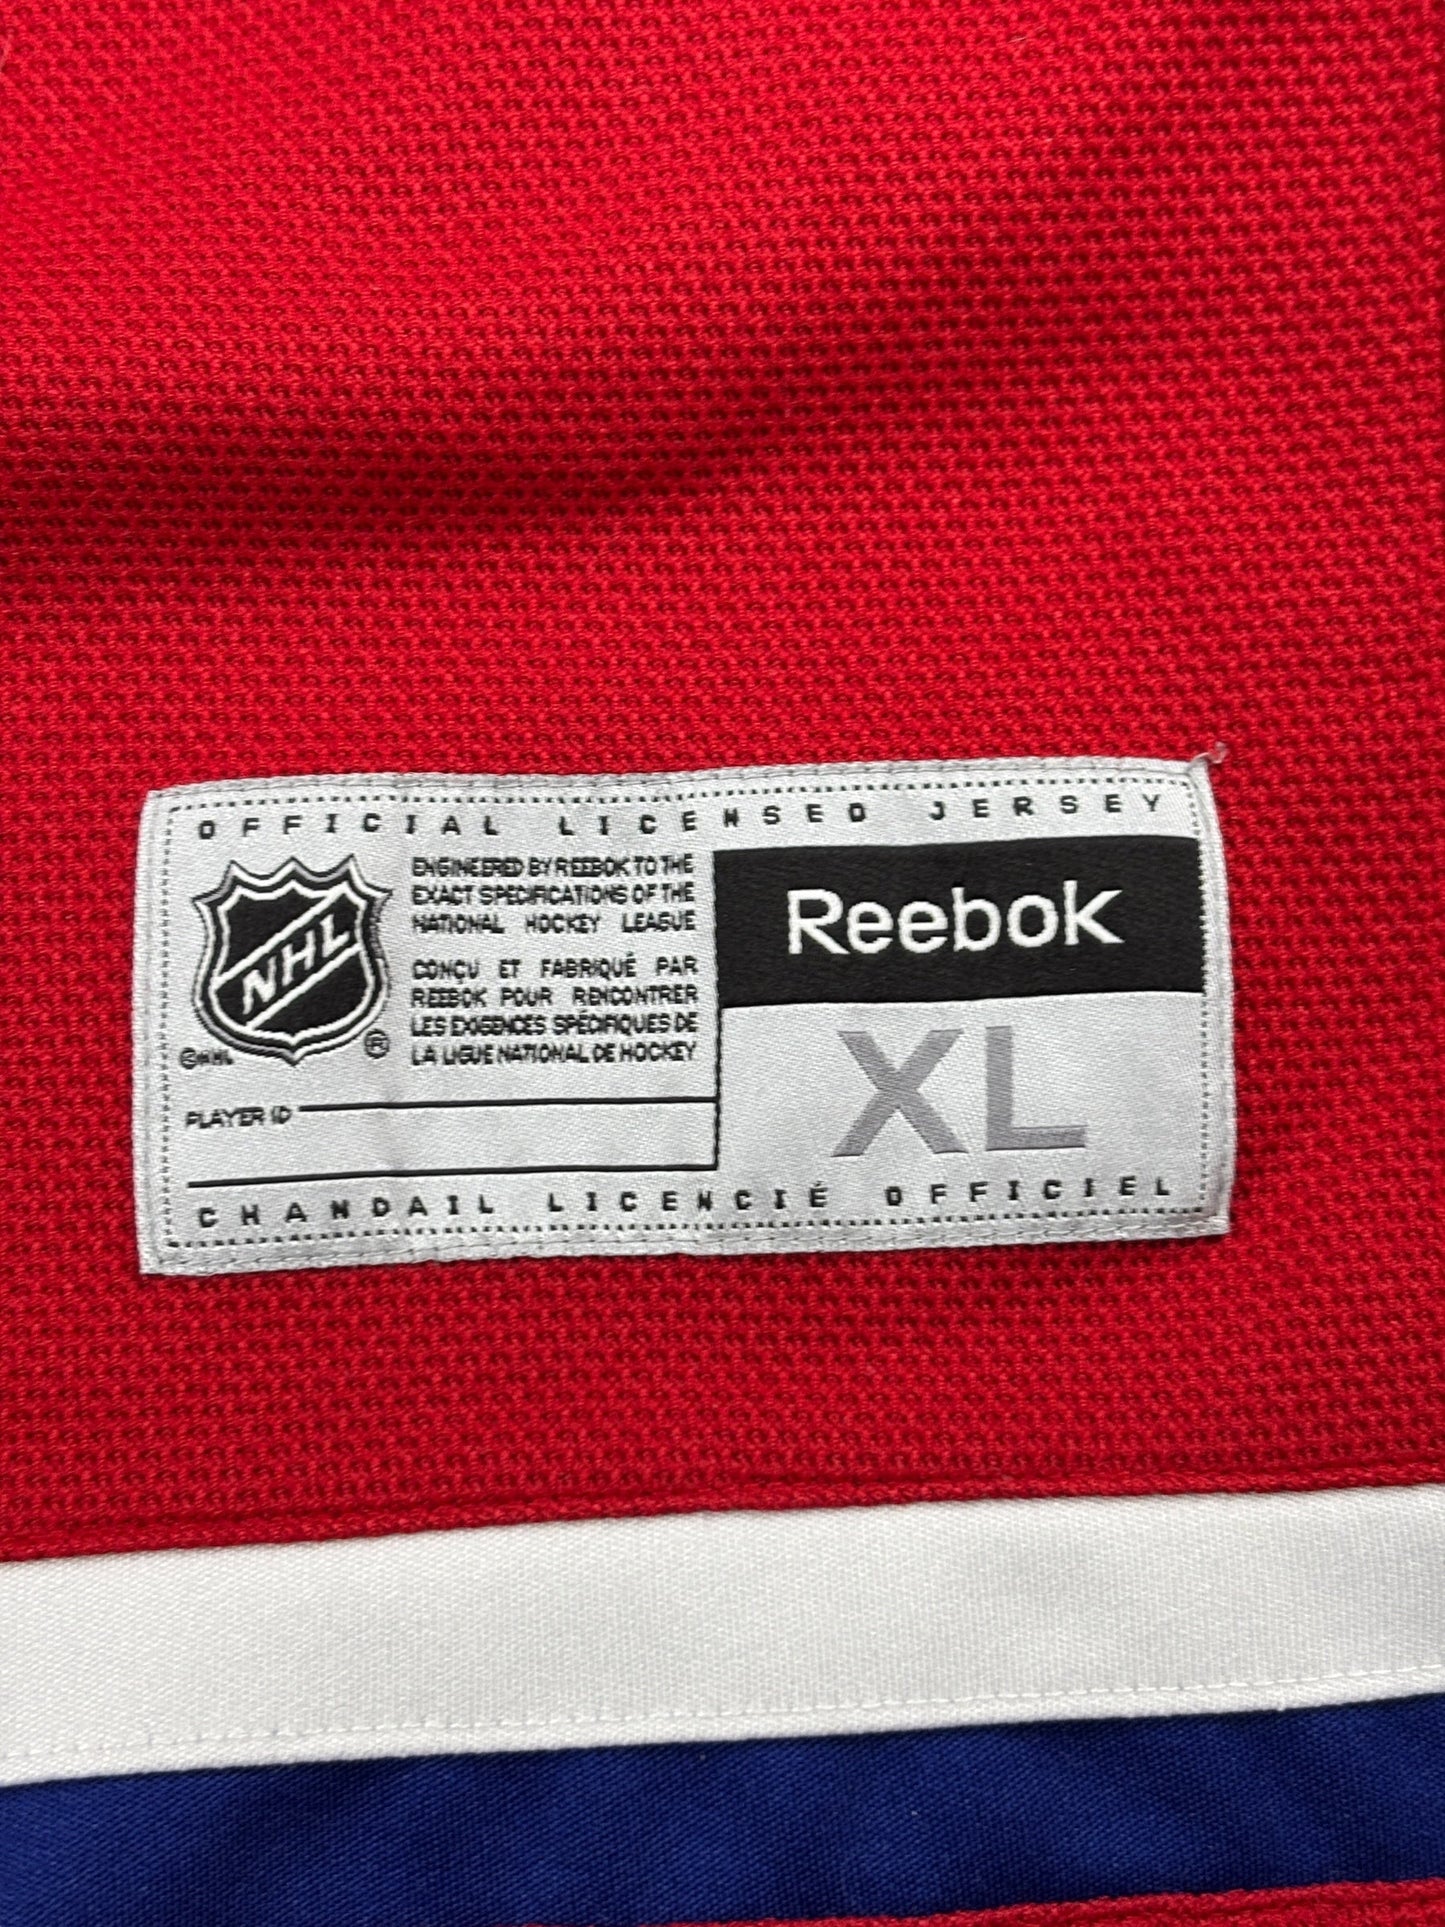 OFFICIAL LICENSED JERSEY
NHL
®
©NHL
ENGINEERED BY REEBOK TO THE
EXACT SPECIFICATIONS OF THE
NATIONAL HOCKEY LEAGUE
CONÇU ET FABRIQUÉ PAR
REEBOK POUR RENCONTRER
LES EXIGENCES SPÉCIFIQUES DE
LA LIGUE NATIONAL DE HOCKEY
PLAYER ID
Reebok
XL
CHANDAIL LICENCIÉ OFFICIEL